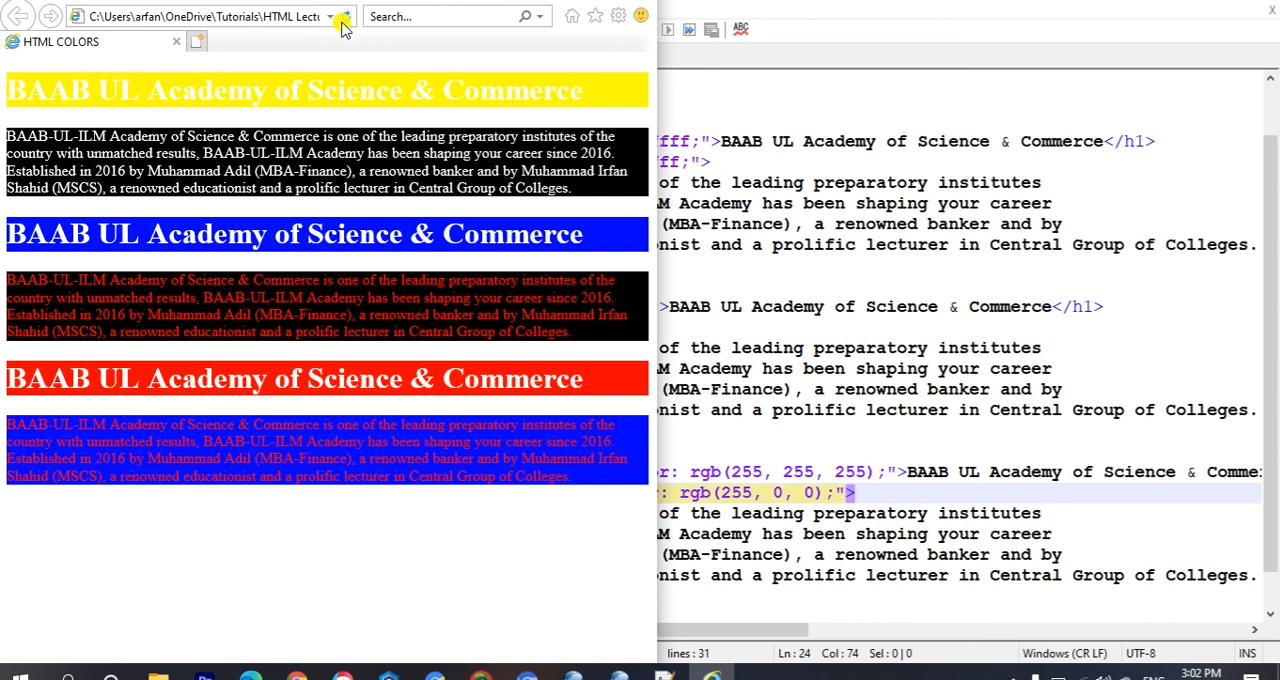 C:\Users\arfan\OneDrive\Tutorials\HTML Lectu
Search...
HTML COLORS
BAAB UL Academy of Science & Commerce
BAAB-UL-ILM Academy of Science & Commerce is one of the leading preparatory institutes of the
country with unmatched results, BAAB-UL-ILM Academy has been shaping your career since 2016.
Established in 2016 by Muhammad Adil (MBA-Finance), a renowned banker and by Muhammad Irfan
Shahid (MSCS), a renowned educationist and a prolific lecturer in Central Group of Colleges.
BAAB UL Academy of Science & Commerce
BAAB-UL-ILM Academy of Science & Commerce is one of the leading preparatory institutes of the
country with unmatched results, BAAB-UL-ILM Academy has been shaping your career since 2016.
Established in 2016 by Muhammad Adil (MBA-Finance), a renowned banker and by Muhammad Irfan
Shahid (MSCS), a renowned educationist and a prolific lecturer in Central Group of Colleges.
BAAB UL Academy of Science & Commerce
BAAB-UL-ILM Academy of Science & Commerce is one of the leading preparatory institutes of the
country with unmatched results, BAAB-UL-ILM Academy has been shaping your career since 2016.
Established in 2016 by Muhammad Adil (MBA-Finance), a renowned banker and by Muhammad Irfan
Shahid (MSCS), a renowned educationist and a prolific lecturer in Central Group of Colleges.
ABC
fff;">BAAB UL Academy of Science & Commerce</h1>
ff;">
of the leading preparatory institutes
M Academy has been shaping your career
(MBA-Finance), a renowned banker and by
nist and a prolific lecturer in Central Group of Colleges.
>BAAB UL Academy of Science & Commerce</h1>
of the leading preparatory institutes
M Academy has been shaping your career
(MBA-Finance), a renowned banker and by
nist and a prolific lecturer in Central Group of Colleges.
or: rgb(255, 255, 255);">BAAB UL Academy of Science & Comme
r: rgb(255, 0, 0);">
of the leading preparatory institutes
M Academy has been shaping your career
(MBA-Finance), a renowned banker and by
nist and a prolific lecturer in Central Group of Colleges.
lines : 31 Ln : 24 Col : 74 Sel : 0 | 0 Windows (CR LF) UTF-8 INS
3:02 PM